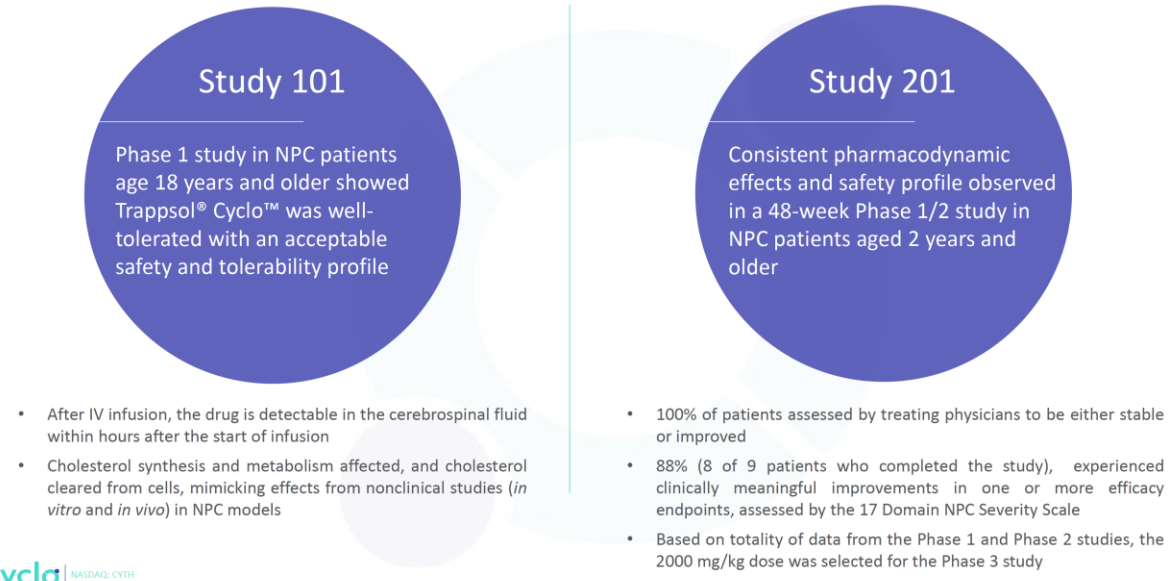 Study 101
Phase 1 study in NPC patients
age 18 years and older showed
Trappsol® Cyclo™ was well-
tolerated with an acceptable
safety and tolerability profile
• After IV infusion, the drug is detectable in the cerebrospinal fluid
within hours after the start of infusion
• Cholesterol synthesis and metabolism affected, and cholesterol
cleared from cells, mimicking effects from nonclinical studies (in
vitro and in vivo) in NPC models
Study 201
Consistent pharmacodynamic
effects and safety profile observed
in a 48-week Phase 1/2 study in
NPC patients aged 2 years and
older
• 100% of patients assessed by treating physicians to be either stable
or improved
• 88% (8 of 9 patients who completed the study), experienced
clinically meaningful improvements in one or more efficacy
endpoints, assessed by the 17 Domain NPC Severity Scale
• Based on totality of data from the Phase 1 and Phase 2 studies, the
2000 mg/kg dose was selected for the Phase 3 study
NASDAQ: CYTH